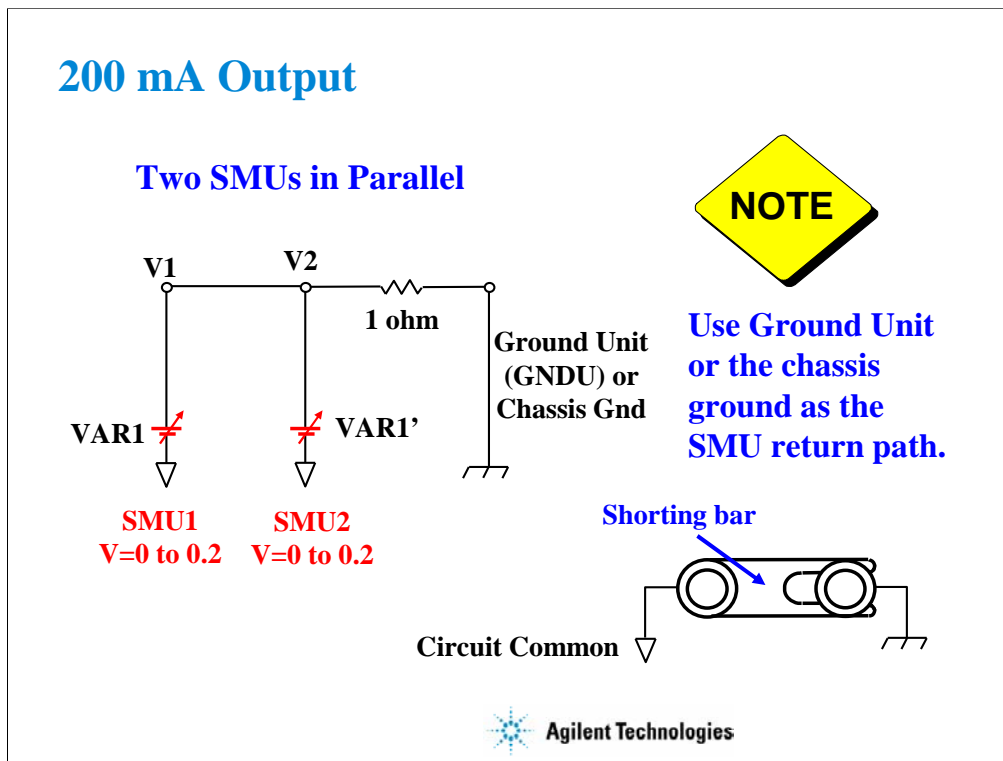 200 mA Output
Two SMUs in Parallel
NOTE
V1
V2
1 ohm
Ground Unit
(GNDU) or
Chassis Gnd
VAR1
VAR1’
SMU1
V=0 to 0.2
SMU2
V=0 to 0.2
Use Ground Unit
or the chassis
ground as the
SMU return path.
Shorting bar
Circuit Common
Agilent Technologies